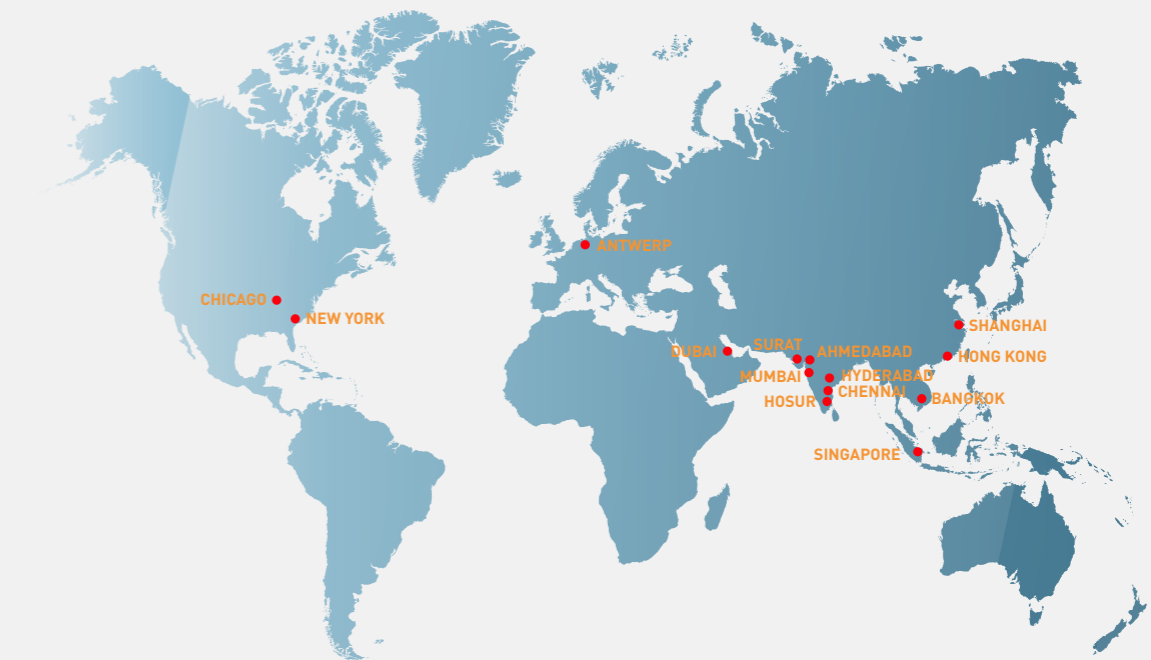 ANTWERP
CHICAGO
NEW YORK
SHANGHAI
SURAT
DUBAI
AHMEDABAD
HONG KONG
MUMBAI
HYDERABAD
CHENNAI
HOSUR
BANGKOK
SINGAPORE